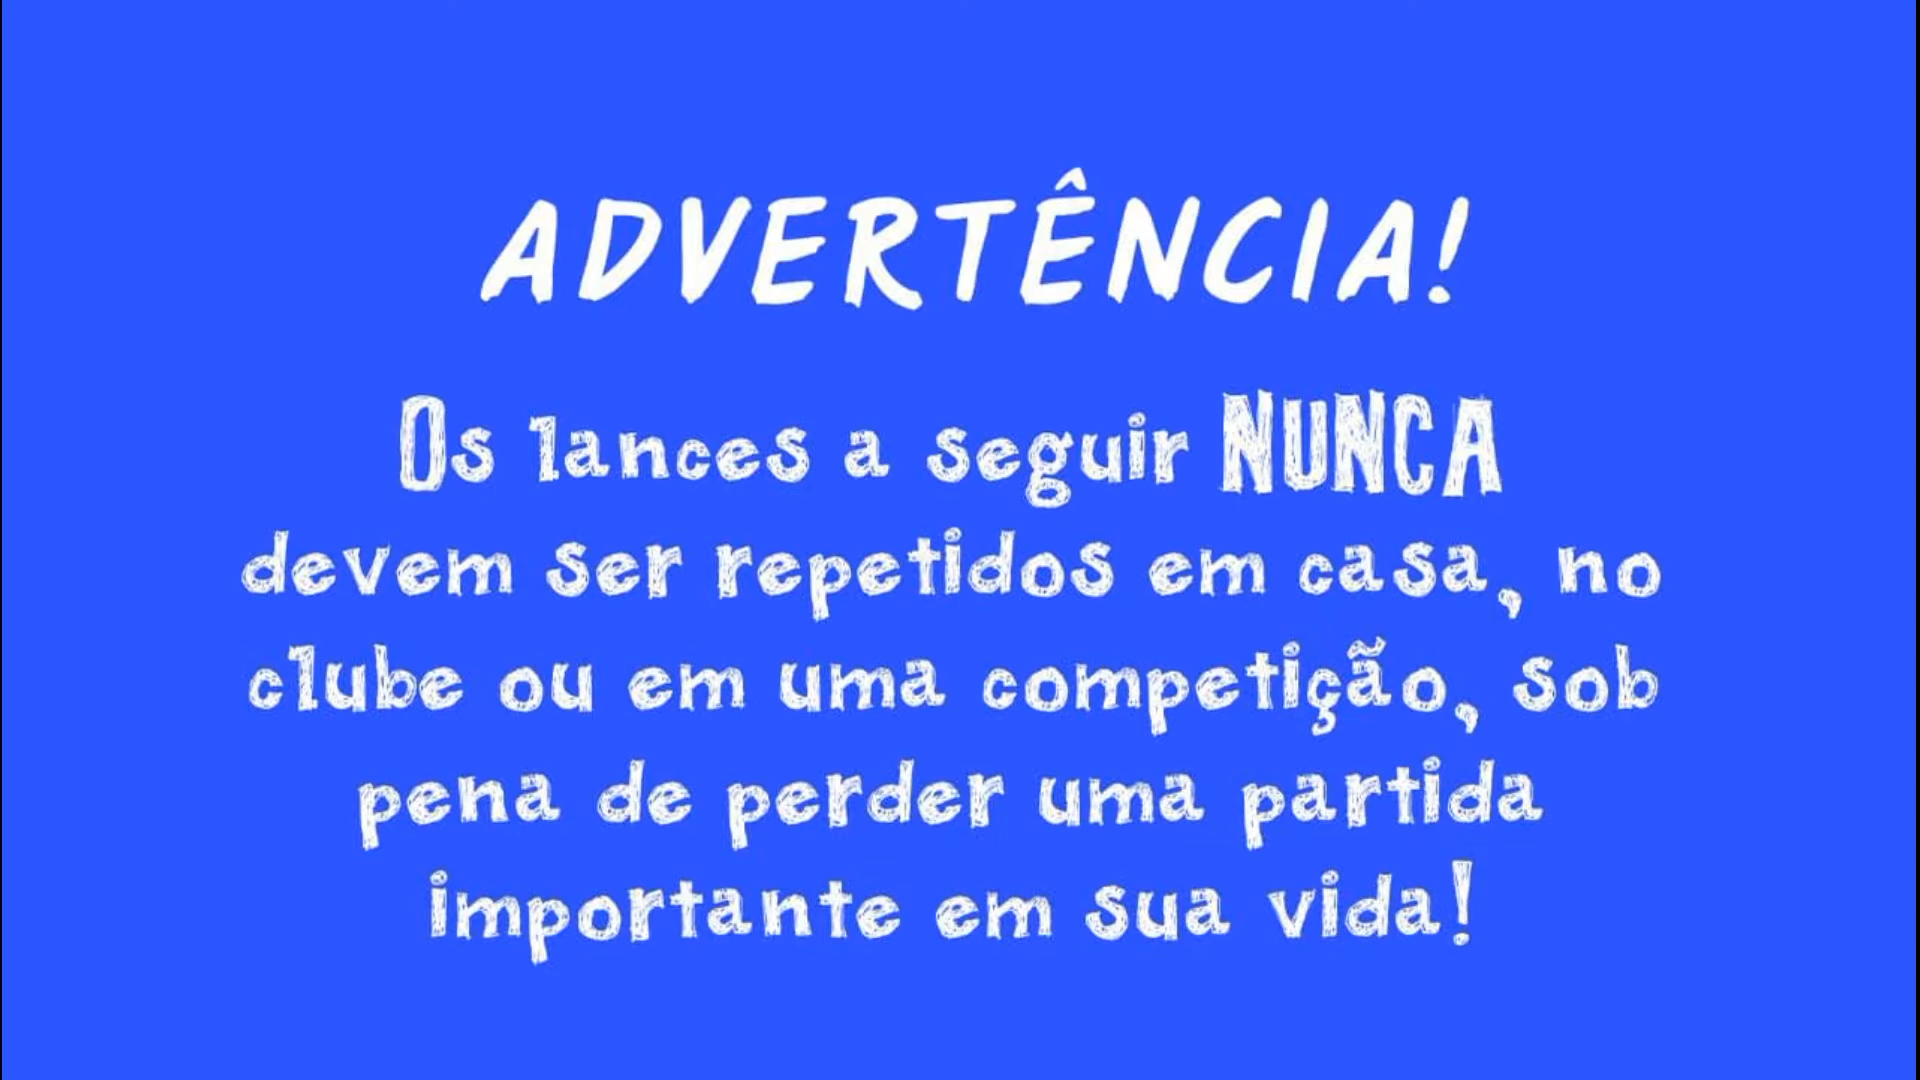 ADVERTÊNCIA!
Os lances a seguir NUNCA
devem ser repetidos em casa, no
clube ou em uma competição, sob
pena de perder uma partida
importante em sua vida!